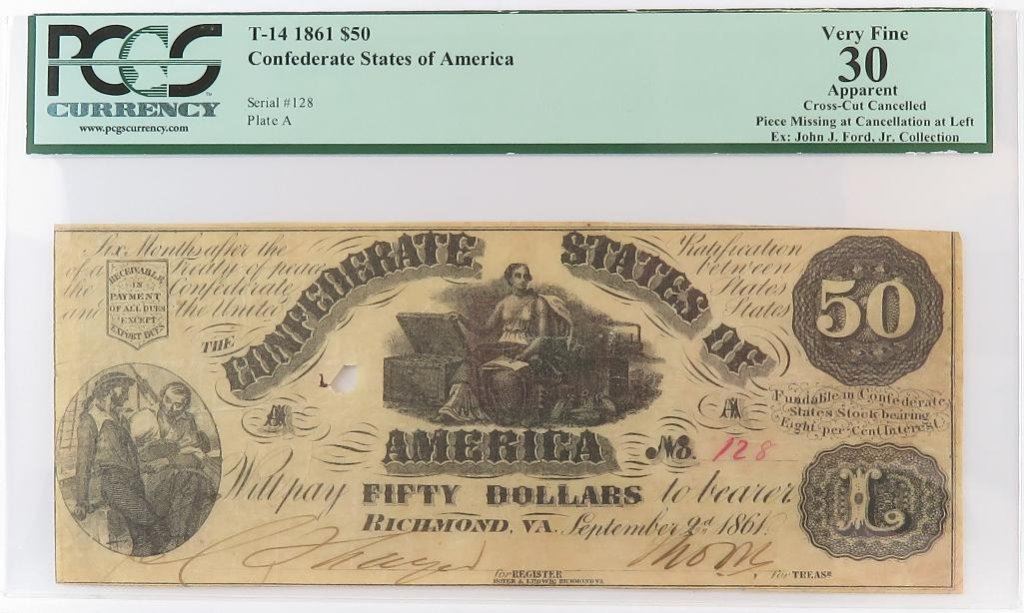 PCGS
CURRENCY
www.pcgscurrency.com
T-14 1861 $50
Confederate States of America
Serial #128
Plate A
Very Fine
30
Apparent
Cross-Cut Cancelled
Piece Missing at Cancellation at Left
Ex: John J. Ford, Jr. Collection
Six Months after the Ratification
of a Treaty of peace between
the Confederate States
and the United States
RECEIVABLE
IN
PAYMENT
OF ALL DUES
EXCEPT
EXPORT DUES
THE
CONFEDERATE STATES OF
AMERICA
50
Fundable in Confederate
States Stock bearing
Eight per Cent Interest
A A
No. 128
L
Will pay FIFTY DOLLARS to bearer
RICHMOND, VA. September 2d 1861.
L
for REGISTER
For TREASR
HOYER & LUDWIG, RICHMOND VA